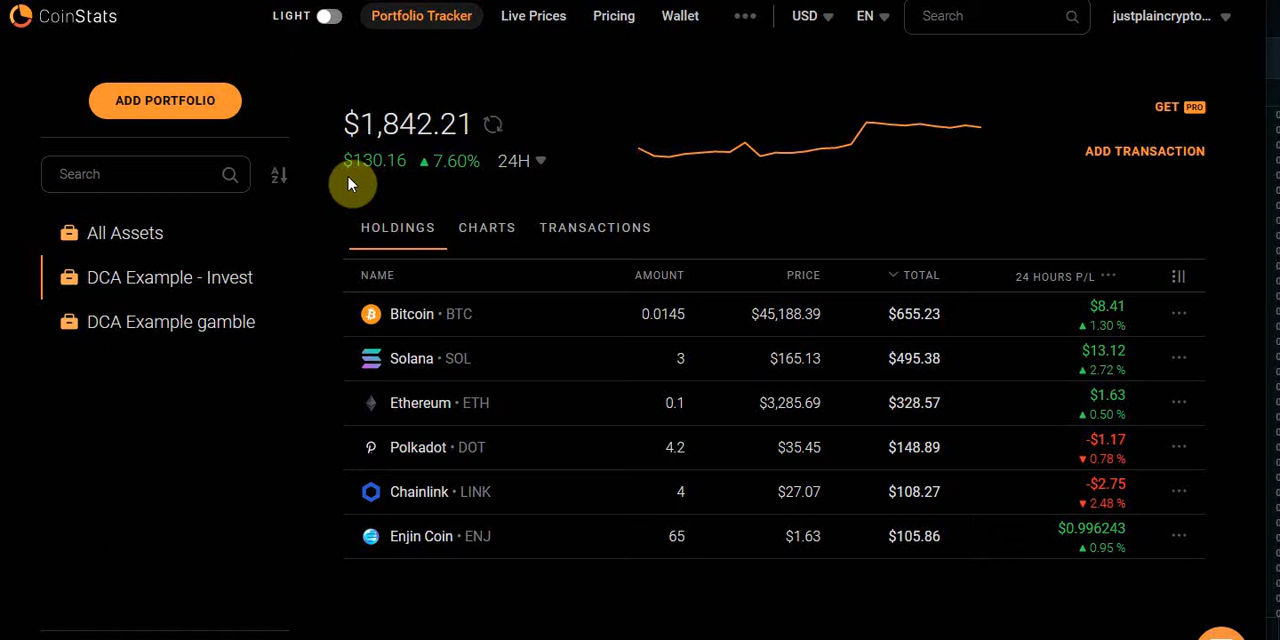 CoinStats LIGHT Portfolio Tracker Live Prices Pricing Wallet ••• USD EN Search justplaincrypto...
ADD PORTFOLIO
Search
A Z
All Assets
DCA Example - Invest
DCA Example gamble
$1,842.21
$130.16 ▲ 7.60% 24H
GET PRO
ADD TRANSACTION
HOLDINGS CHARTS TRANSACTIONS
NAME AMOUNT PRICE TOTAL 24 HOURS P/L •••
Bitcoin • BTC 0.0145 $45,188.39 $655.23 $8.41
▲ 1.30 %
Solana • SOL 3 $165.13 $495.38 $13.12
▲ 2.72 %
Ethereum • ETH 0.1 $3,285.69 $328.57 $1.63
▲ 0.50 %
Polkadot • DOT 4.2 $35.45 $148.89 -$1.17
▼ 0.78 %
Chainlink • LINK 4 $27.07 $108.27 -$2.75
▼ 2.48 %
Enjin Coin • ENJ 65 $1.63 $105.86 $0.996243
▲ 0.95 %